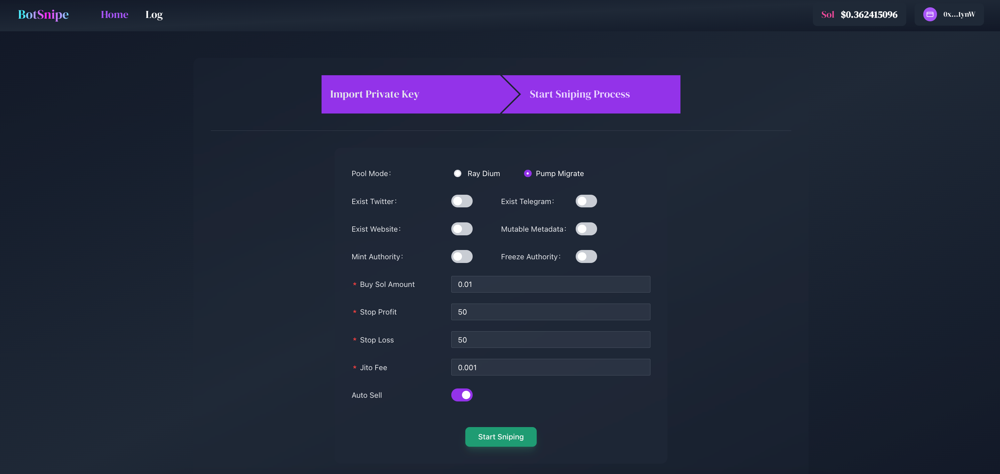 BotSnipe Home Log Sol $0.362415096 0x...1ynW
Import Private Key Start Sniping Process
Pool Mode: Ray Dium Pump Migrate
Exist Twitter: Exist Telegram:
Exist Website: Mutable Metadata:
Mint Authority: Freeze Authority:
* Buy Sol Amount 0.01
* Stop Profit 50
* Stop Loss 50
* Jito Fee 0.001
Auto Sell
Start Sniping